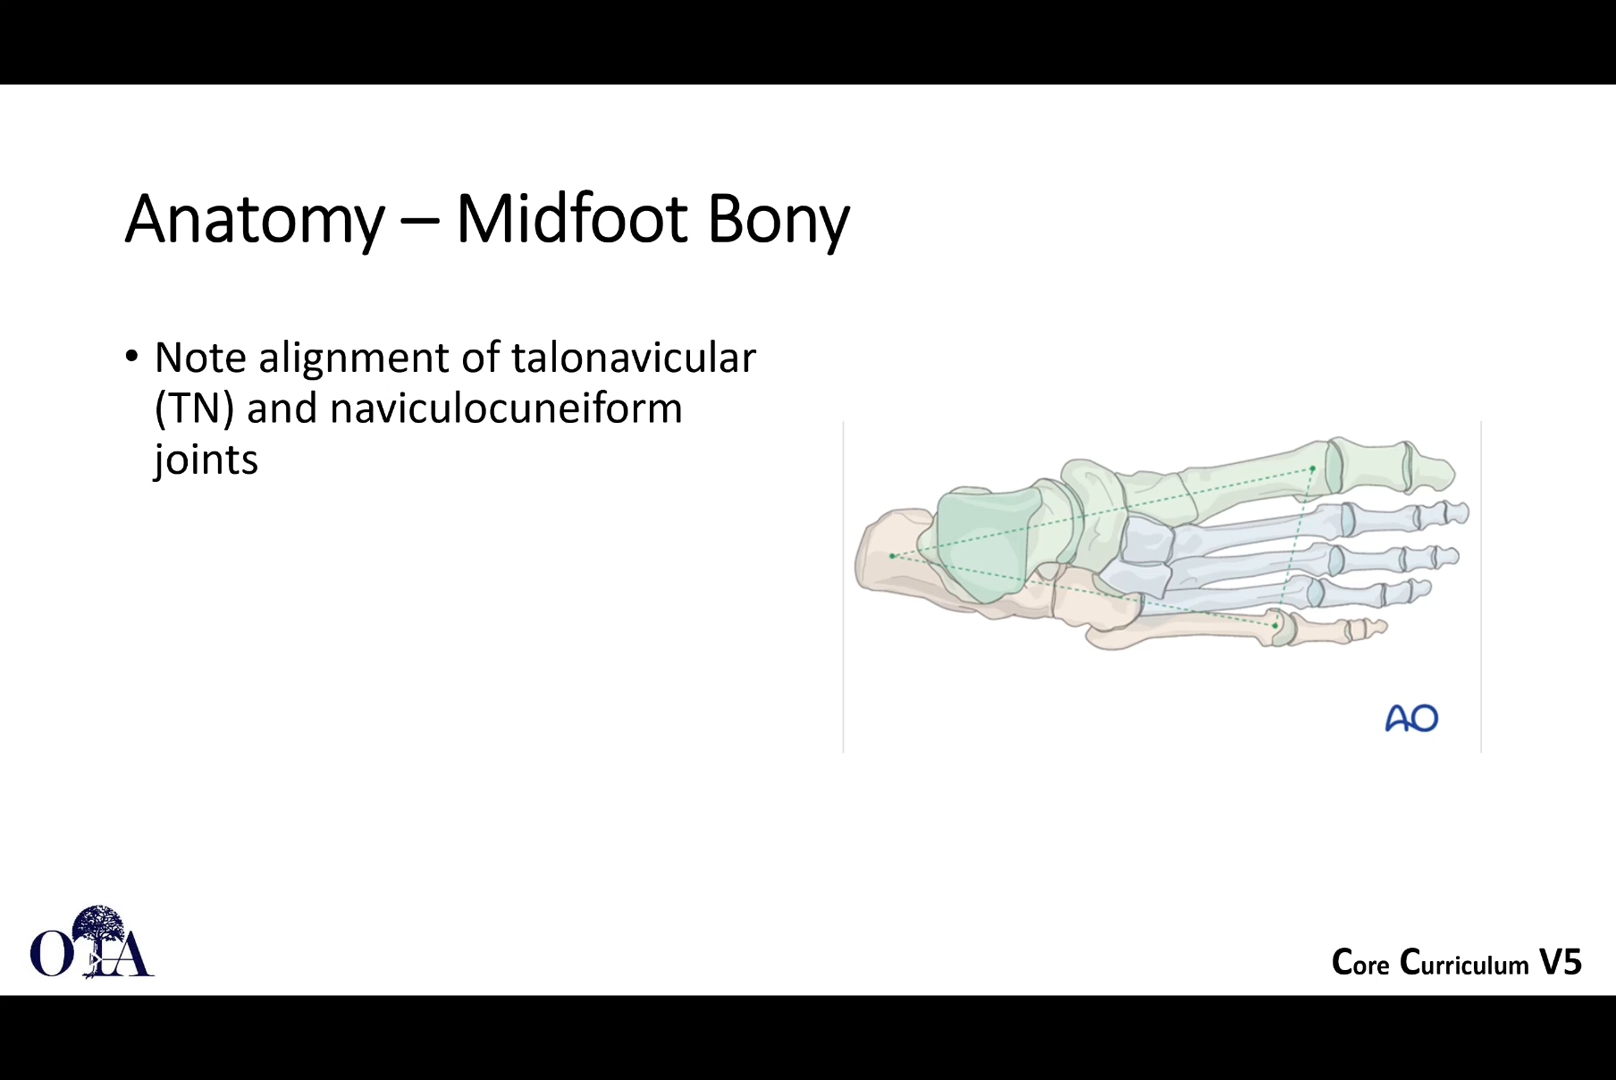 Anatomy – Midfoot Bony
• Note alignment of talonavicular
(TN) and naviculocuneiform
joints
AO
OTA
Core Curriculum V5